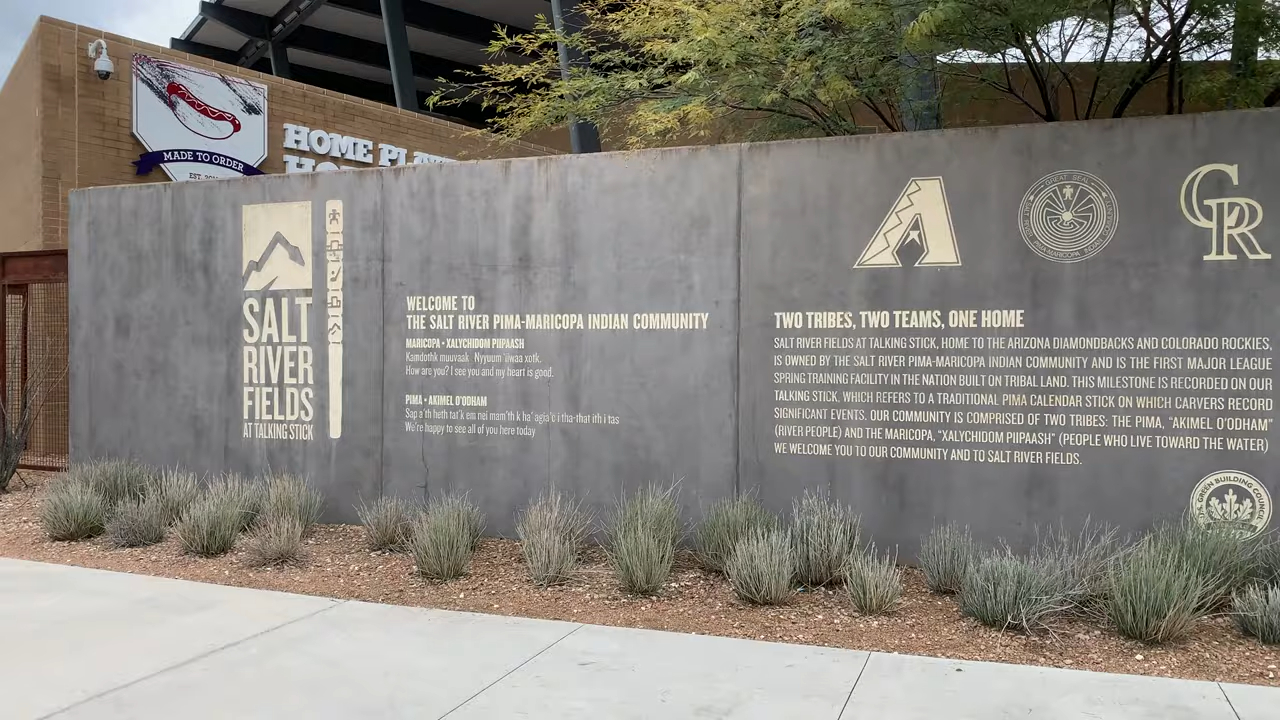 MADE TO ORDER
HOME
SALT
RIVER
FIELDS
AT TALKING STICK
WELCOME TO
THE SALT RIVER PIMA-MARICOPA INDIAN COMMUNITY
MARICOPA • XALYCHIDOM PIIPAASH
Kamdothk muuvaak. Nyyuum 'iiwaa xotk.
How are you? I see you and my heart is good.
PIMA • AKIMEL O'ODHAM
Sap a'th heth tat'k em nei mam'th k ha' agia'c i tha-that ith i tas
We're happy to see all of you here today
A
GREAT SEAL
CR
TWO TRIBES, TWO TEAMS, ONE HOME
SALT RIVER FIELDS AT TALKING STICK, HOME TO THE ARIZONA DIAMONDBACKS AND COLORADO ROCKIES,
IS OWNED BY THE SALT RIVER PIMA-MARICOPA INDIAN COMMUNITY AND IS THE FIRST MAJOR LEAGUE
SPRING TRAINING FACILITY IN THE NATION BUILT ON TRIBAL LAND. THIS MILESTONE IS RECORDED ON OUR
TALKING STICK, WHICH REFERS TO A TRADITIONAL PIMA CALENDAR STICK ON WHICH CARVERS RECORD
SIGNIFICANT EVENTS. OUR COMMUNITY IS COMPRISED OF TWO TRIBES: THE PIMA, "AKIMEL O'ODHAM"
(RIVER PEOPLE) AND THE MARICOPA, "XALYCHIDOM PIIPAASH" (PEOPLE WHO LIVE TOWARD THE WATER)
WE WELCOME YOU TO OUR COMMUNITY AND TO SALT RIVER FIELDS.
GREEN BUILDING COUNCIL